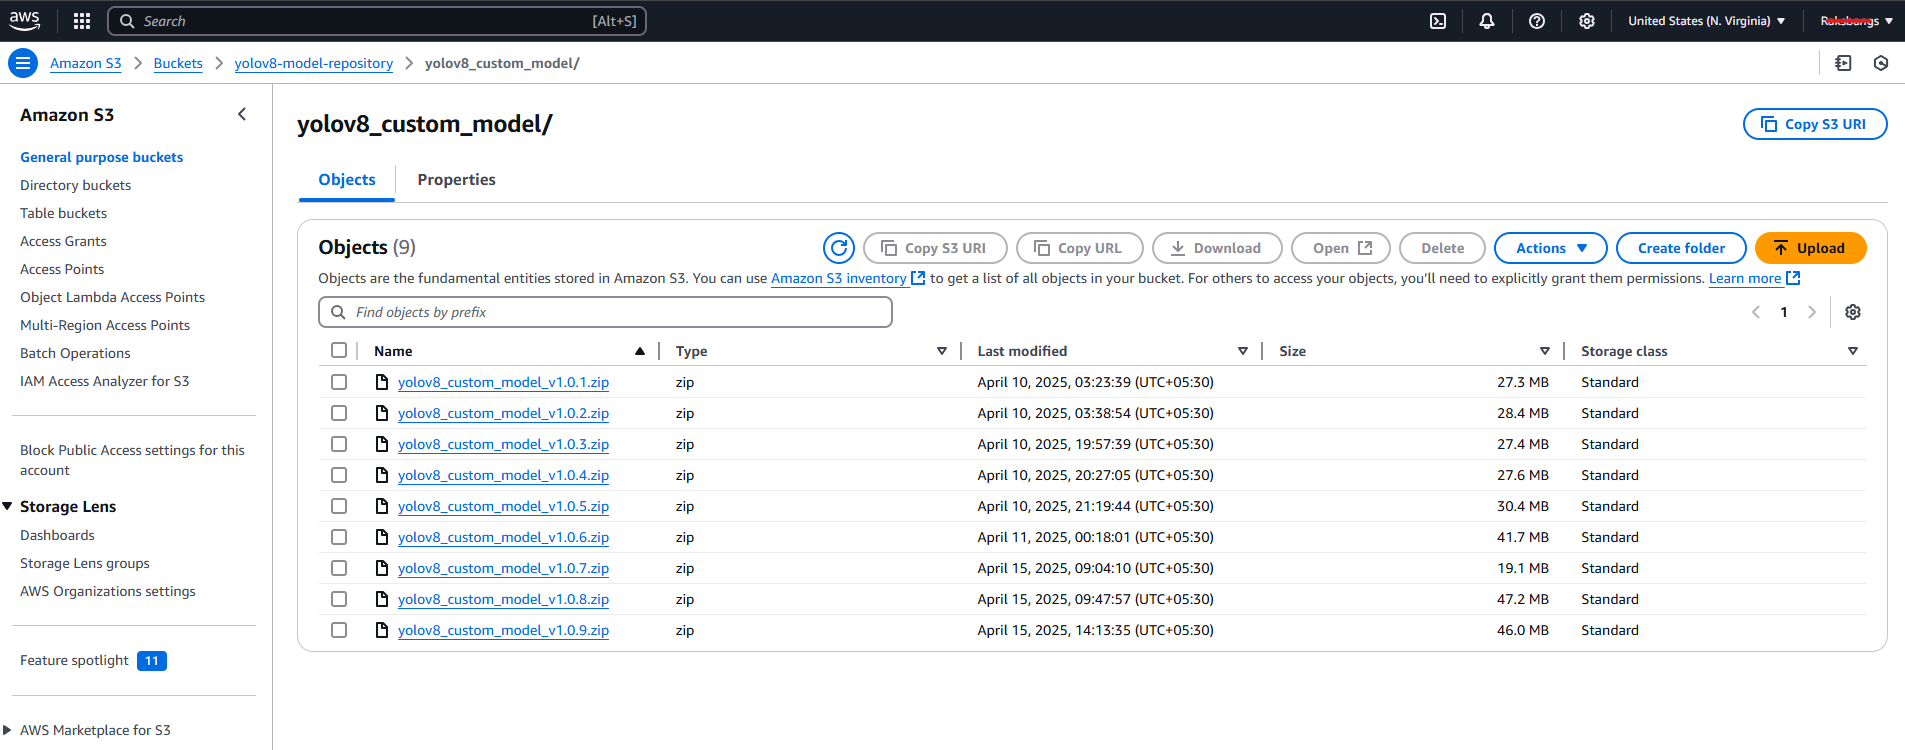 aws Search [Alt+S] United States (N. Virginia)
Amazon S3 Buckets yolov8-model-repository yolov8_custom_model/
Amazon S3
General purpose buckets
Directory buckets
Table buckets
Access Grants
Access Points
Object Lambda Access Points
Multi-Region Access Points
Batch Operations
IAM Access Analyzer for S3
Block Public Access settings for this
account
Storage Lens
Dashboards
Storage Lens groups
AWS Organizations settings
Feature spotlight 11
AWS Marketplace for S3
yolov8_custom_model/
Copy S3 URI
Objects Properties
Objects (9)
Copy S3 URI Copy URL Download Open Delete Actions Create folder Upload
Objects are the fundamental entities stored in Amazon S3. You can use Amazon S3 inventory to get a list of all objects in your bucket. For others to access your objects, you’ll need to explicitly grant them permissions. Learn more
Find objects by prefix
1
Name Type Last modified Size Storage class
yolov8_custom_model_v1.0.1.zip zip April 10, 2025, 03:23:39 (UTC+05:30) 27.3 MB Standard
yolov8_custom_model_v1.0.2.zip zip April 10, 2025, 03:38:54 (UTC+05:30) 28.4 MB Standard
yolov8_custom_model_v1.0.3.zip zip April 10, 2025, 19:57:39 (UTC+05:30) 27.4 MB Standard
yolov8_custom_model_v1.0.4.zip zip April 10, 2025, 20:27:05 (UTC+05:30) 27.6 MB Standard
yolov8_custom_model_v1.0.5.zip zip April 10, 2025, 21:19:44 (UTC+05:30) 30.4 MB Standard
yolov8_custom_model_v1.0.6.zip zip April 11, 2025, 00:18:01 (UTC+05:30) 41.7 MB Standard
yolov8_custom_model_v1.0.7.zip zip April 15, 2025, 09:04:10 (UTC+05:30) 19.1 MB Standard
yolov8_custom_model_v1.0.8.zip zip April 15, 2025, 09:47:57 (UTC+05:30) 47.2 MB Standard
yolov8_custom_model_v1.0.9.zip zip April 15, 2025, 14:13:35 (UTC+05:30) 46.0 MB Standard